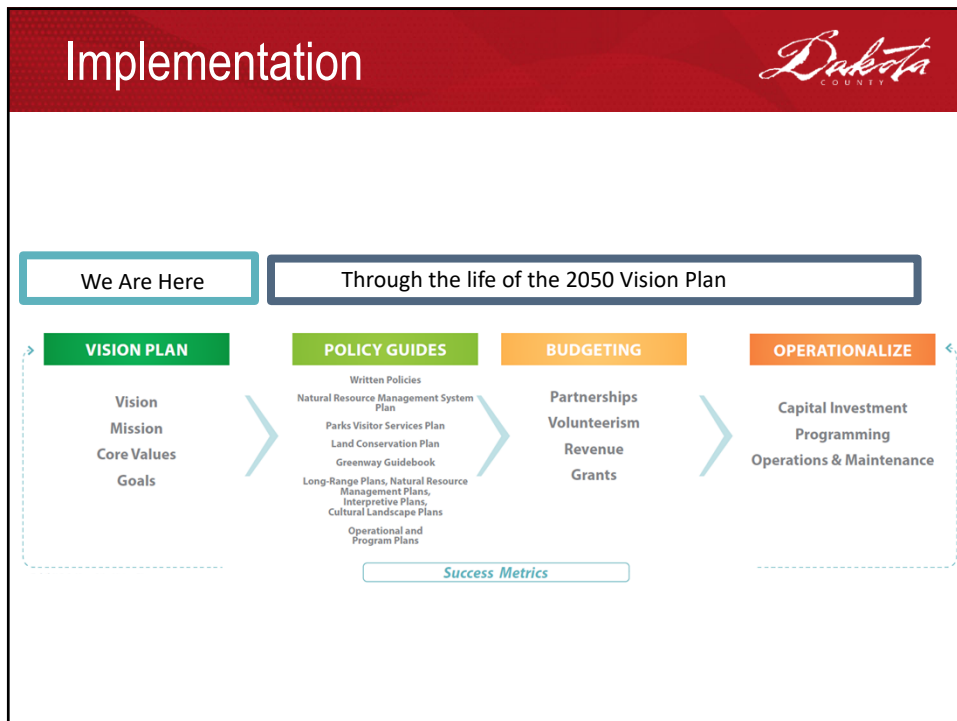 Implementation
Dakota
COUNTY
We Are Here
Through the life of the 2050 Vision Plan
VISION PLAN
Vision
Mission
Core Values
Goals
POLICY GUIDES
Written Policies
Natural Resource Management System
Plan
Parks Visitor Services Plan
Land Conservation Plan
Greenway Guidebook
Long-Range Plans, Natural Resource
Management Plans,
Interpretive Plans,
Cultural Landscape Plans
Operational and
Program Plans
BUDGETING
Partnerships
Volunteerism
Revenue
Grants
OPERATIONALIZE
Capital Investment
Programming
Operations & Maintenance
Success Metrics